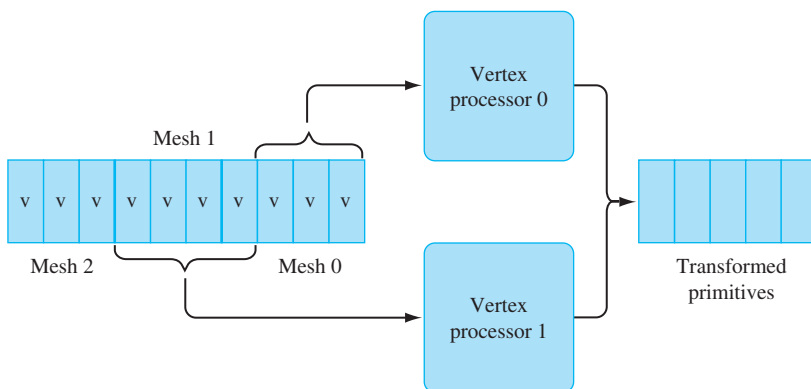 Vertex
processor 0
Mesh 1
v v v v v v v v v v
Mesh 2
Mesh 0
Vertex
processor 1
Transformed
primitives